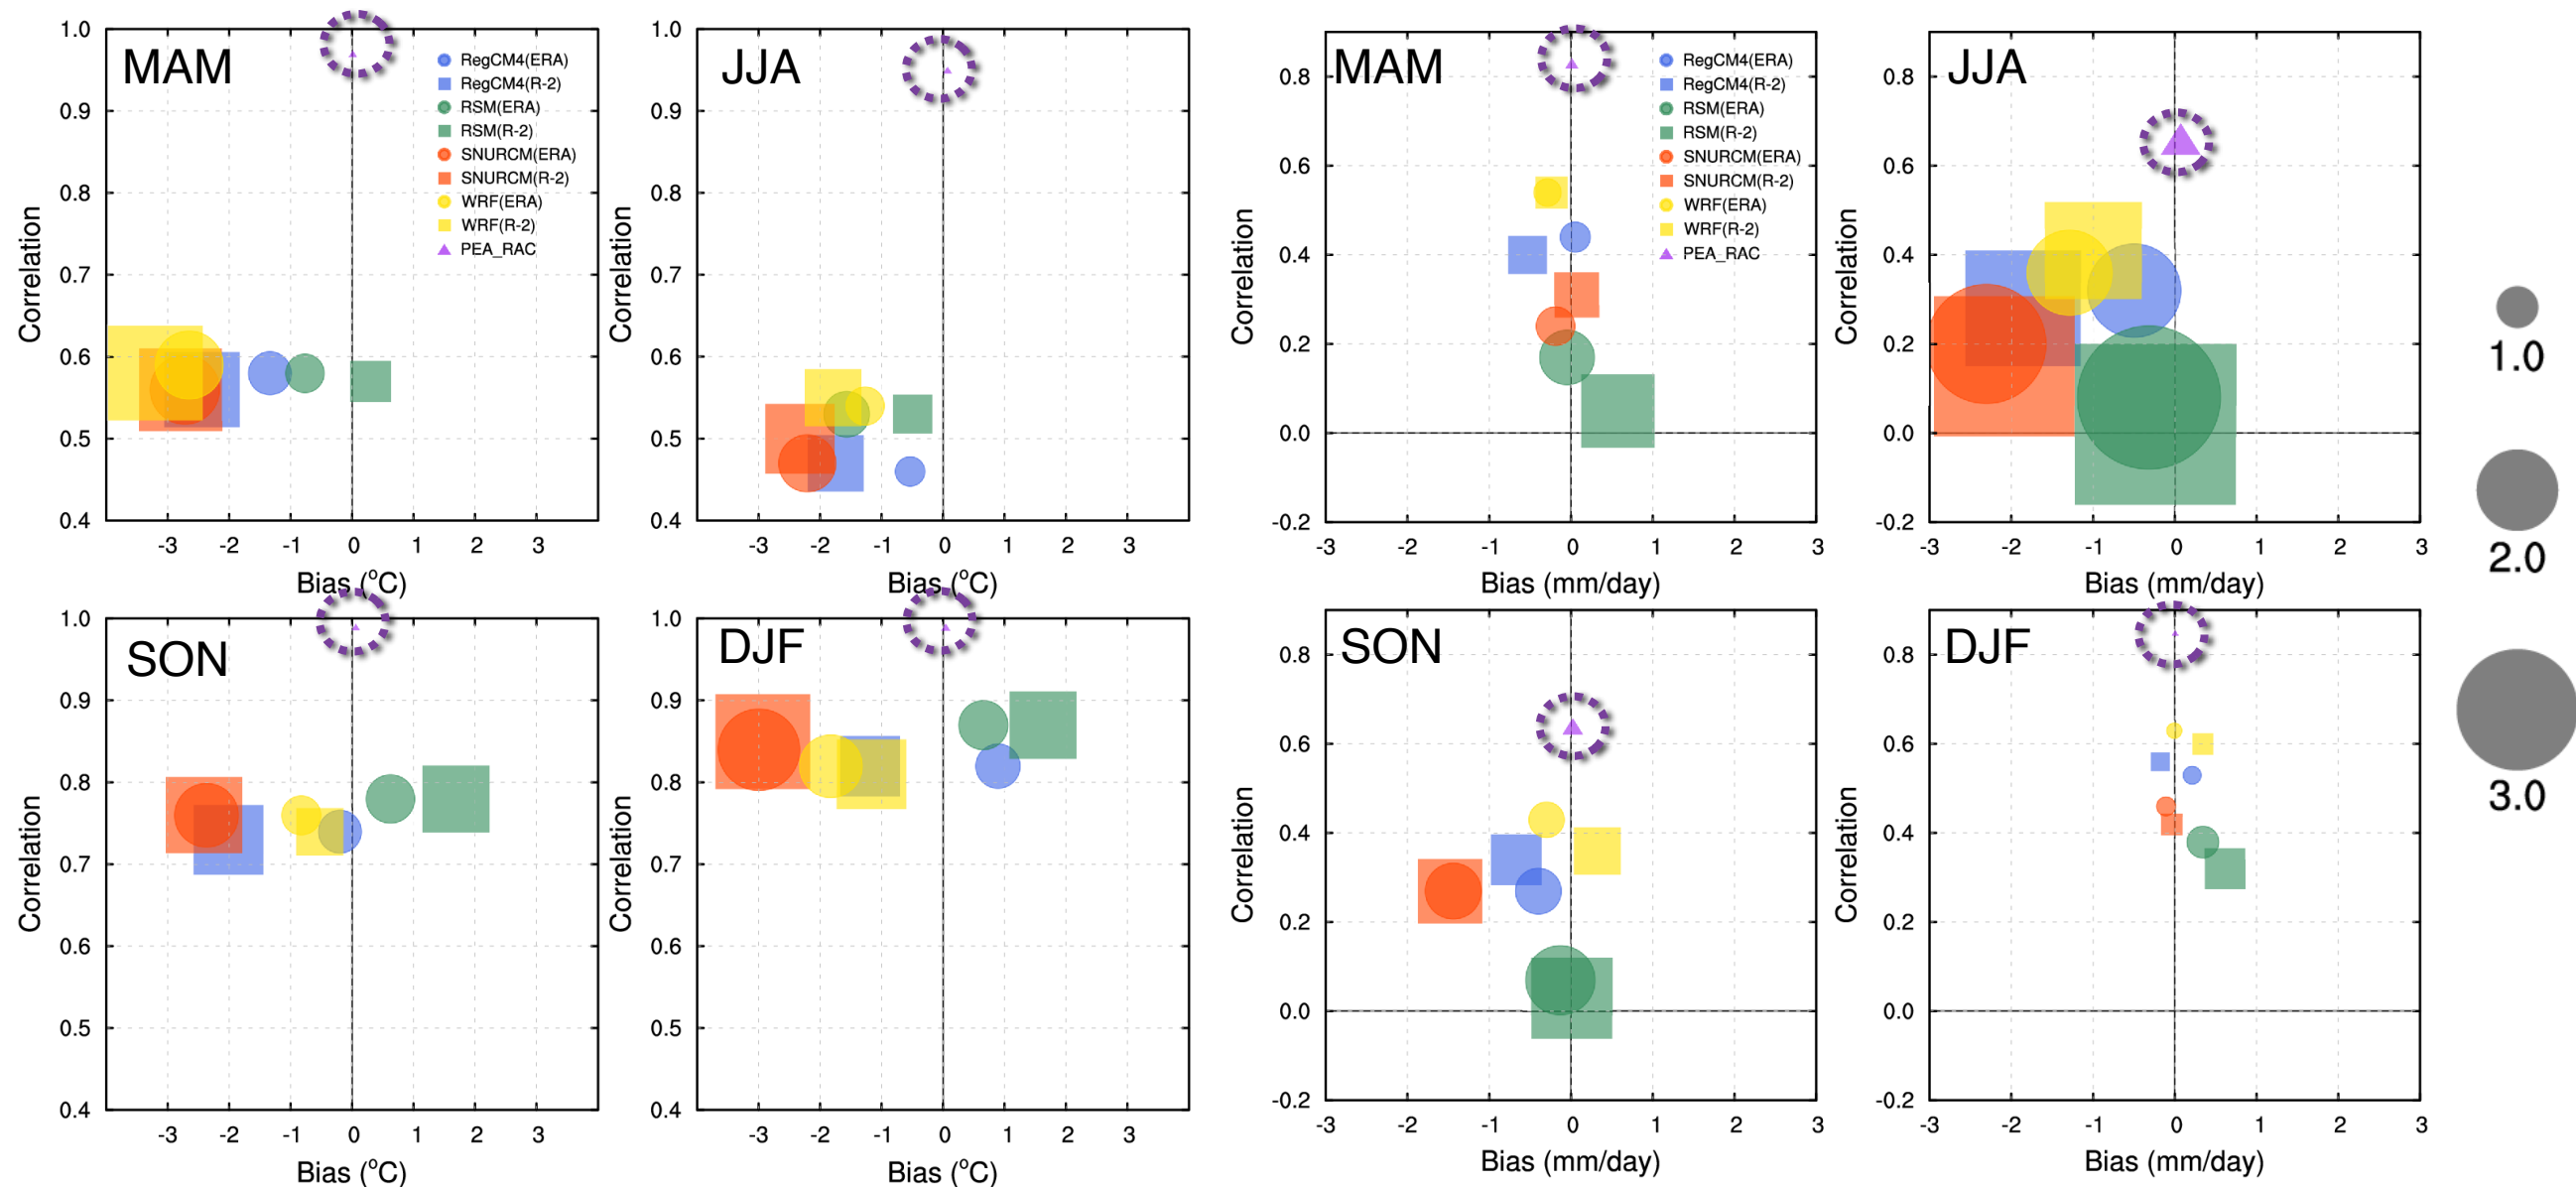 MAM
1.0
0.9
0.8
0.7
0.6
0.5
0.4
Correlation
-3 -2 -1 0 1 2 3
Bias (°C)
RegCM4(ERA)
RegCM4(R-2)
RSM(ERA)
RSM(R-2)
SNURCM(ERA)
SNURCM(R-2)
WRF(ERA)
WRF(R-2)
PEA_RAC
JJA
1.0
0.9
0.8
0.7
0.6
0.5
0.4
Correlation
-3 -2 -1 0 1 2 3
Bias (°C)
MAM
0.8
0.6
0.4
0.2
0.0
-0.2
Correlation
-3 -2 -1 0 1 2 3
Bias (mm/day)
RegCM4(ERA)
RegCM4(R-2)
RSM(ERA)
RSM(R-2)
SNURCM(ERA)
SNURCM(R-2)
WRF(ERA)
WRF(R-2)
PEA_RAC
JJA
0.8
0.6
0.4
0.2
0.0
-0.2
Correlation
-3 -2 -1 0 1 2 3
Bias (mm/day)
1.0
2.0
3.0
SON
1.0
0.9
0.8
0.7
0.6
0.5
0.4
Correlation
-3 -2 -1 0 1 2 3
Bias (°C)
DJF
1.0
0.9
0.8
0.7
0.6
0.5
0.4
Correlation
-3 -2 -1 0 1 2 3
Bias (°C)
SON
0.8
0.6
0.4
0.2
0.0
-0.2
Correlation
-3 -2 -1 0 1 2 3
Bias (mm/day)
DJF
0.8
0.6
0.4
0.2
0.0
-0.2
Correlation
-3 -2 -1 0 1 2 3
Bias (mm/day)